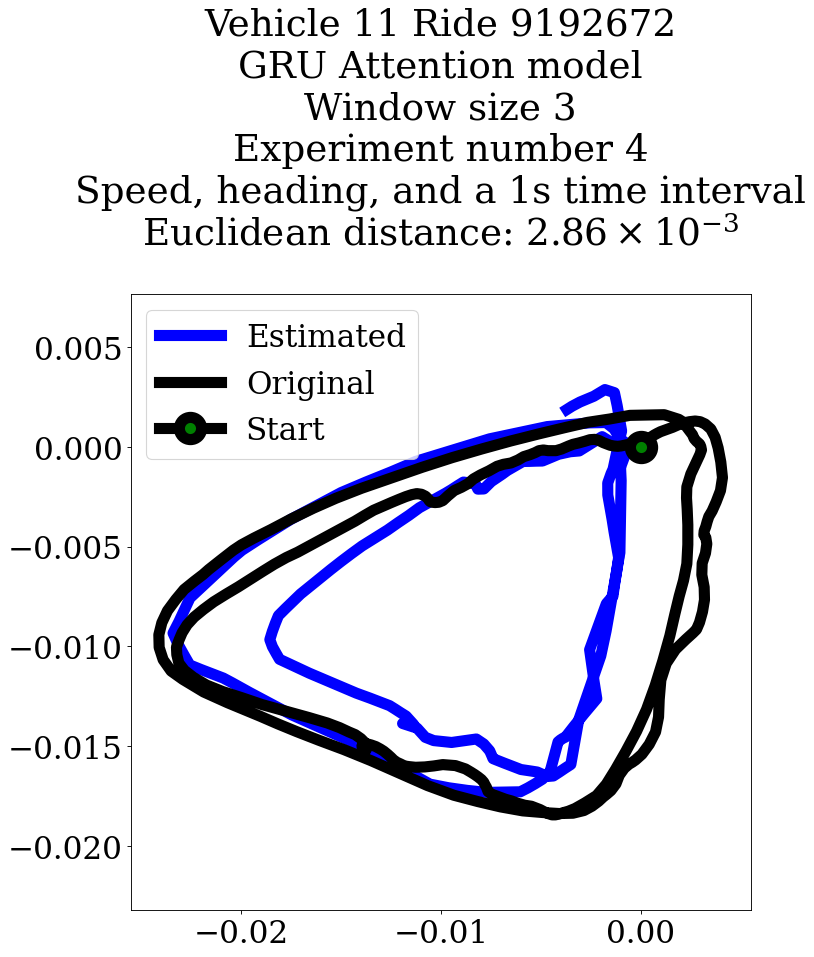 Vehicle 11 Ride 9192672
GRU Attention model
Window size 3
Experiment number 4
Speed, heading, and a 1s time interval
Euclidean distance: 2.86 × 10⁻³
Estimated
Original
Start
0.005
0.000
−0.005
−0.010
−0.015
−0.020
−0.02 −0.01 0.00